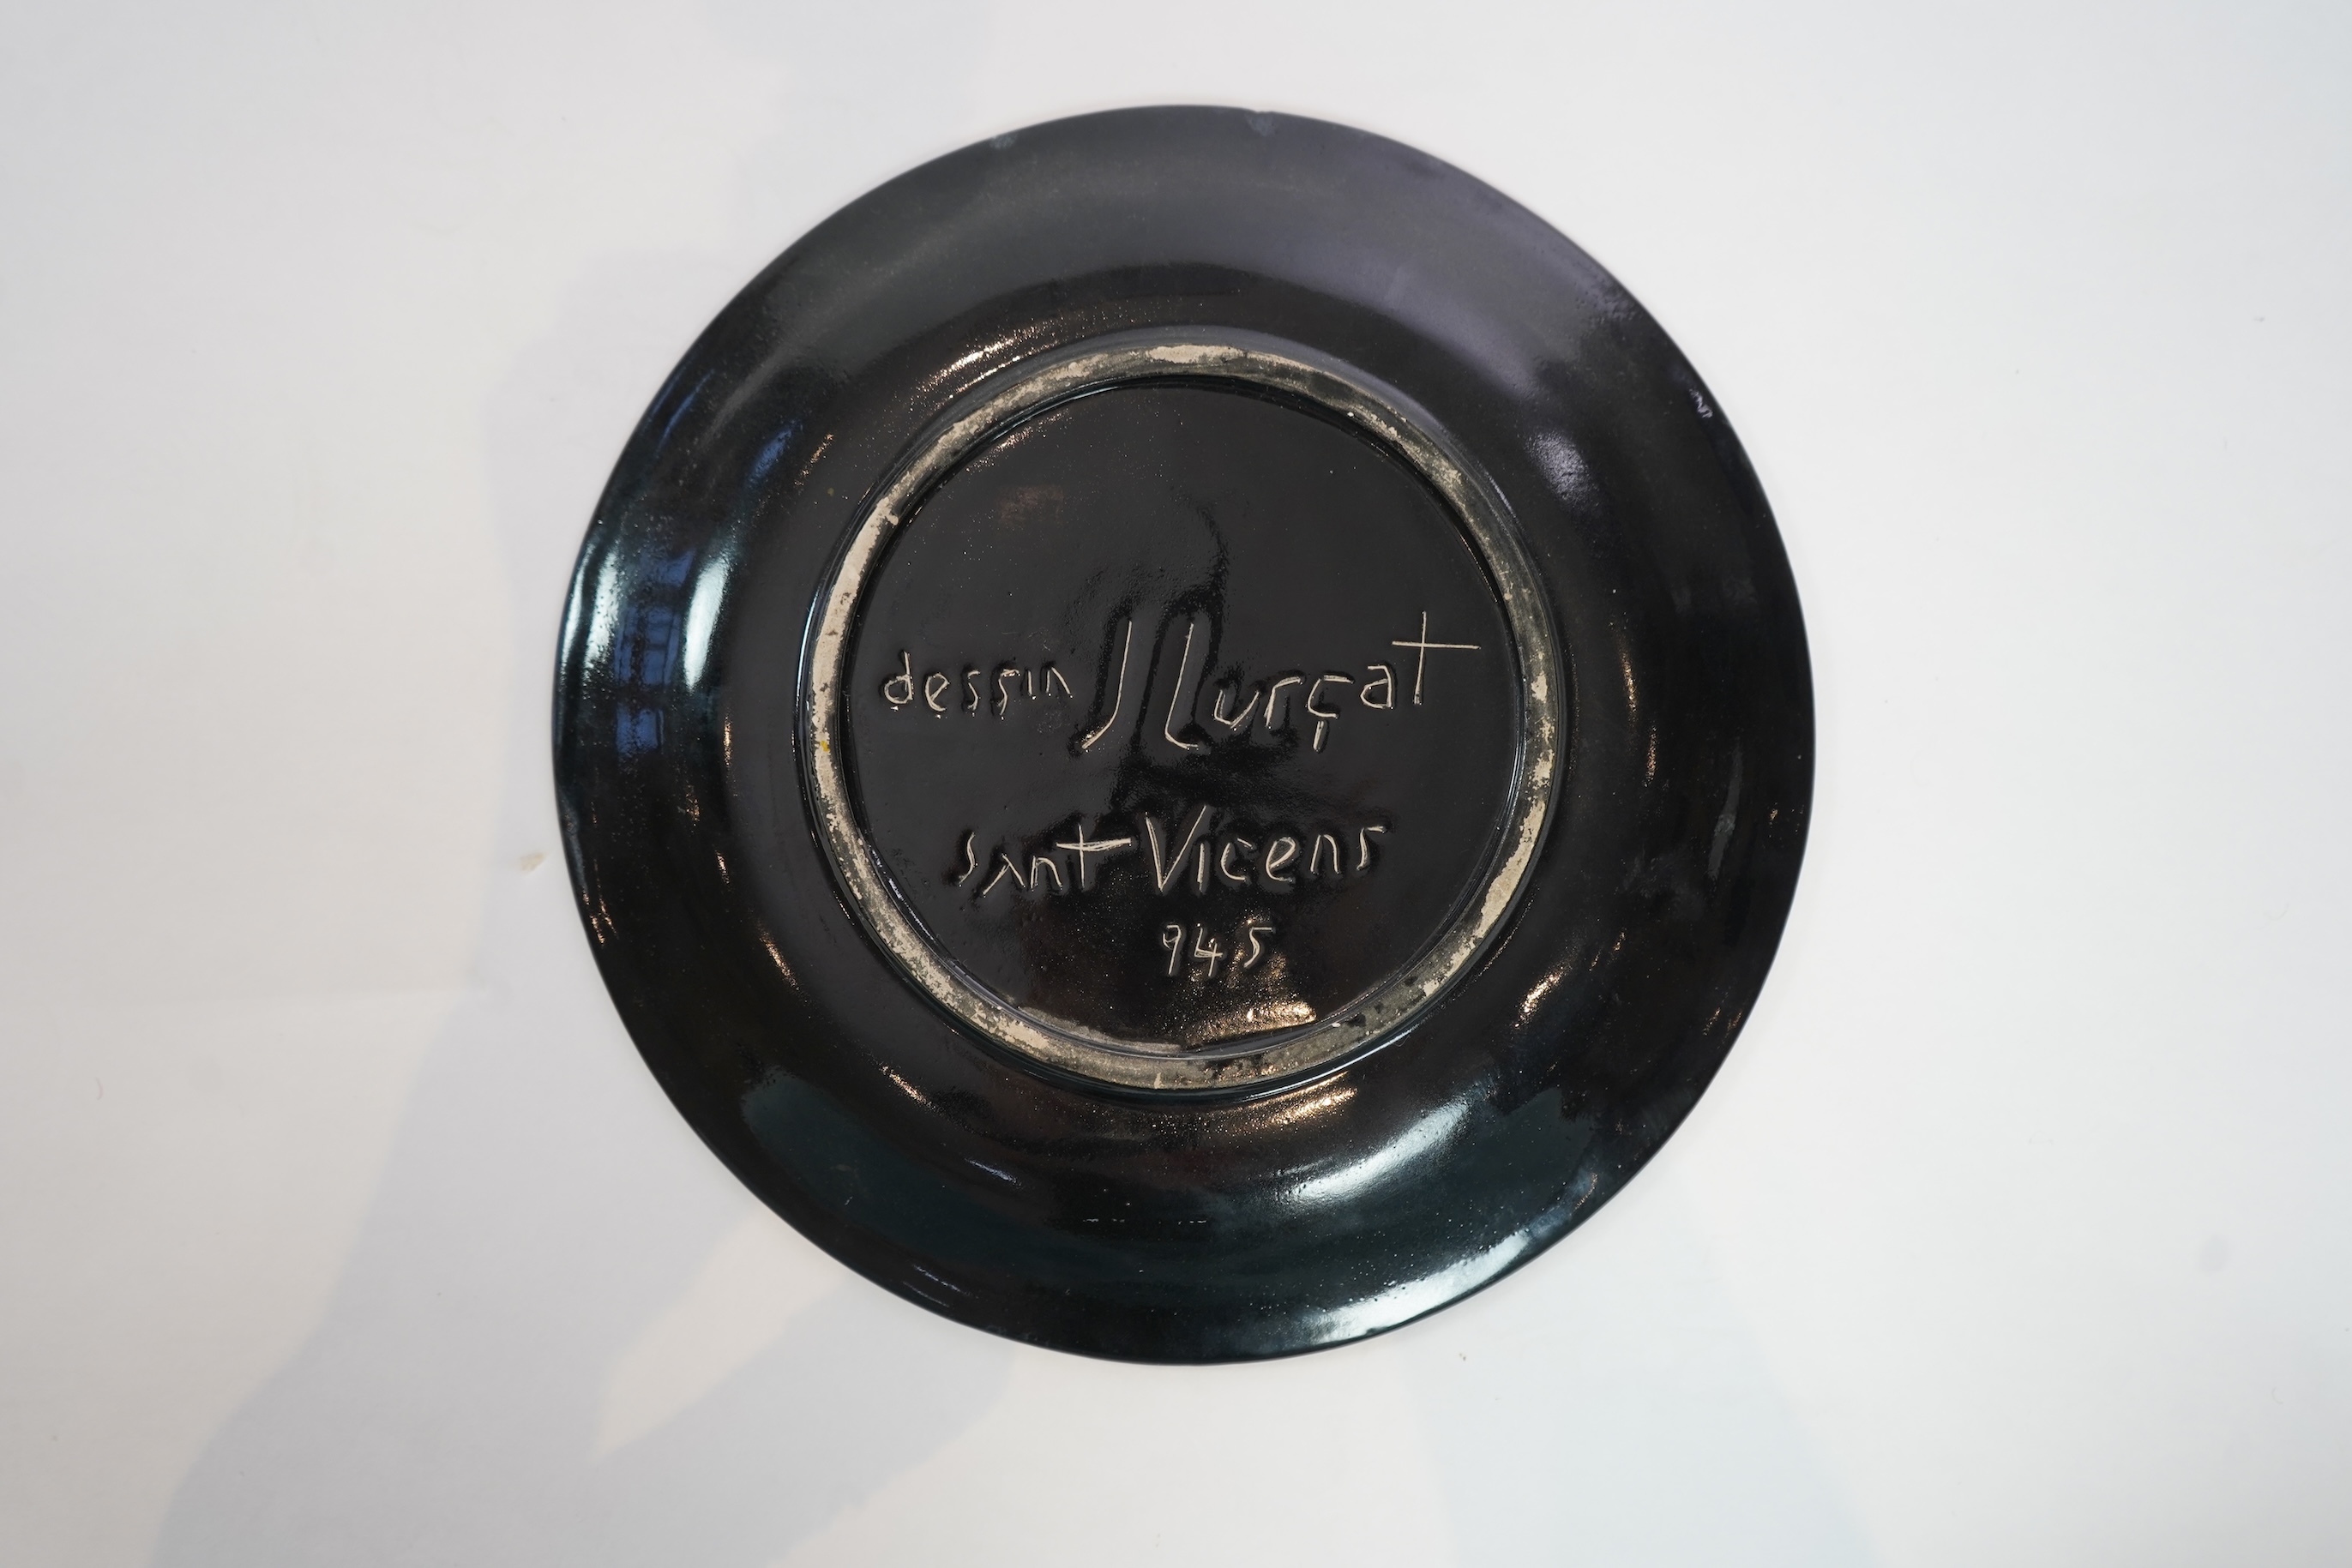 dessin J Lurçat
Sant Vicens
945